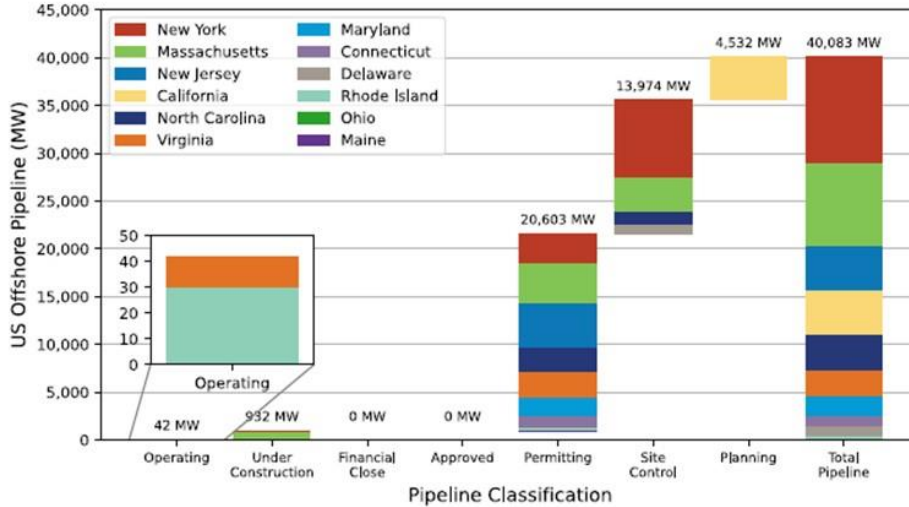 45,000
40,000
35,000
30,000
25,000
20,000
15,000
10,000
5,000
0
US Offshore Pipeline (MW)
New York
Massachusetts
New Jersey
California
North Carolina
Virginia
Maryland
Connecticut
Delaware
Rhode Island
Ohio
Maine
50
40
30
20
10
0
Operating
42 MW
932 MW
0 MW
0 MW
20,603 MW
13,974 MW
4,532 MW
40,083 MW
Operating
Under
Construction
Financial
Close
Approved
Permitting
Site
Control
Planning
Total
Pipeline
Pipeline Classification